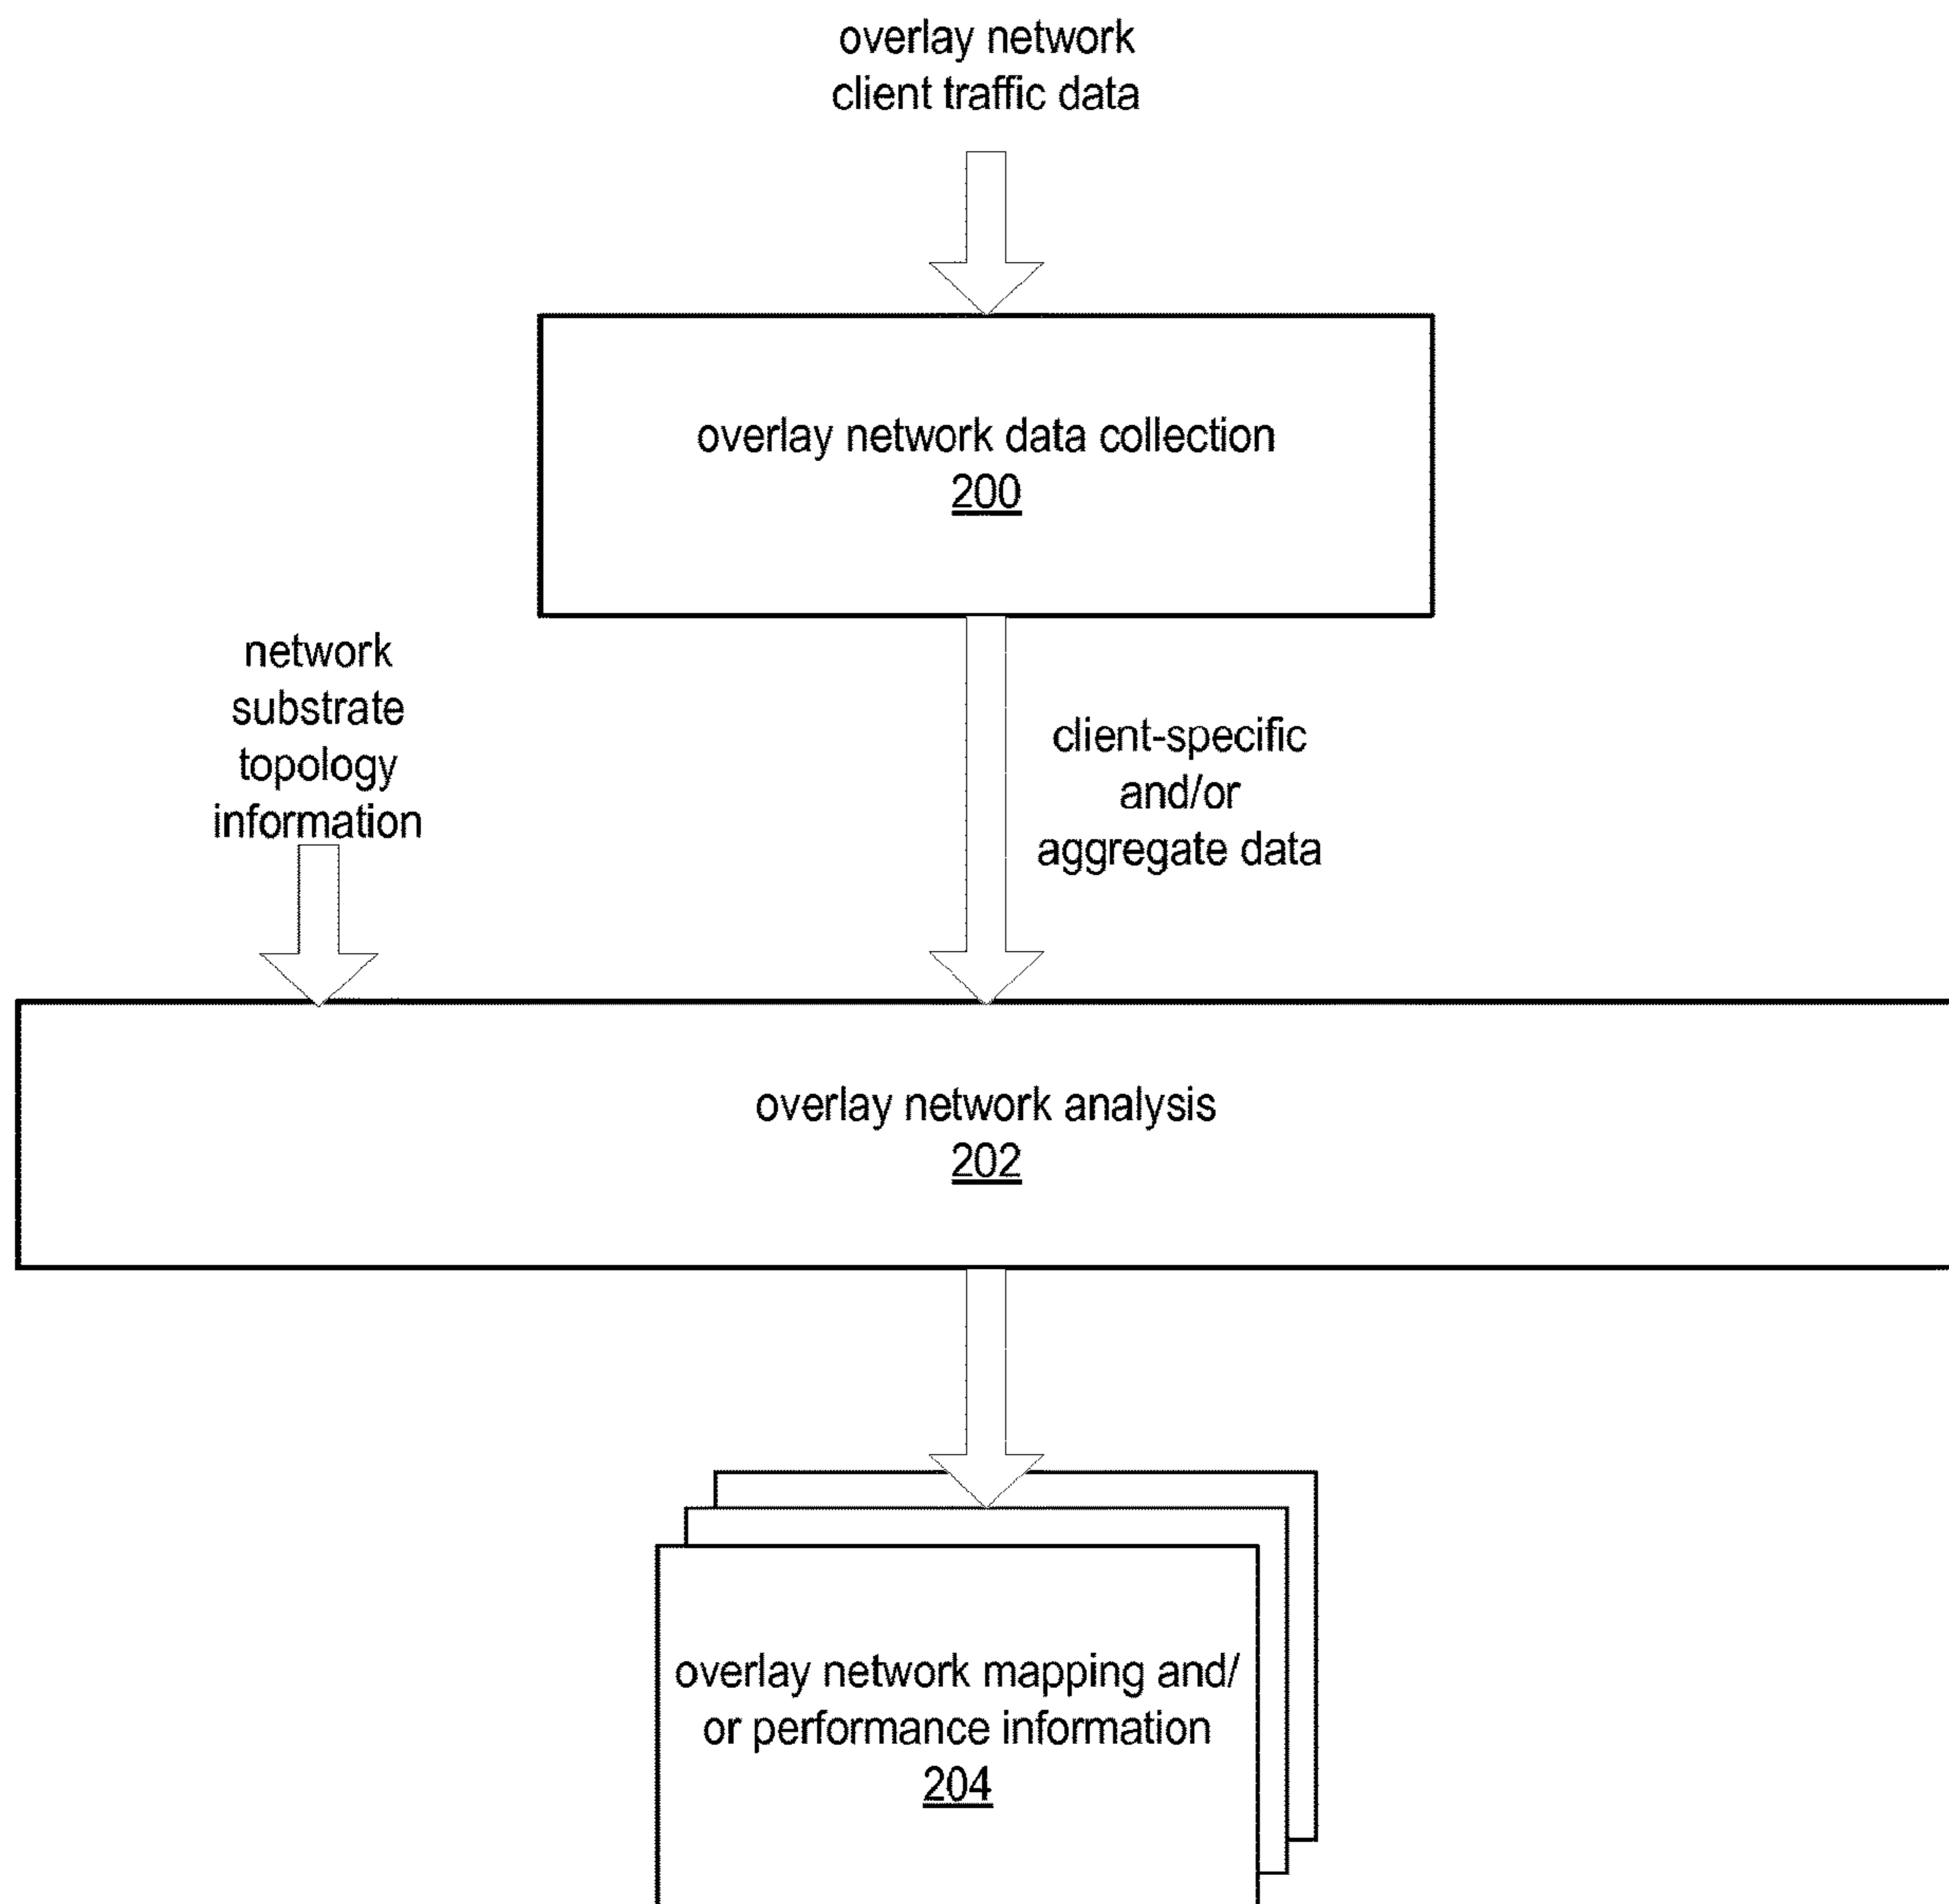 overlay network
client traffic data
overlay network data collection
200
network
substrate
topology
information
client-specific
and/or
aggregate data
overlay network analysis
202
overlay network mapping and/
or performance information
204